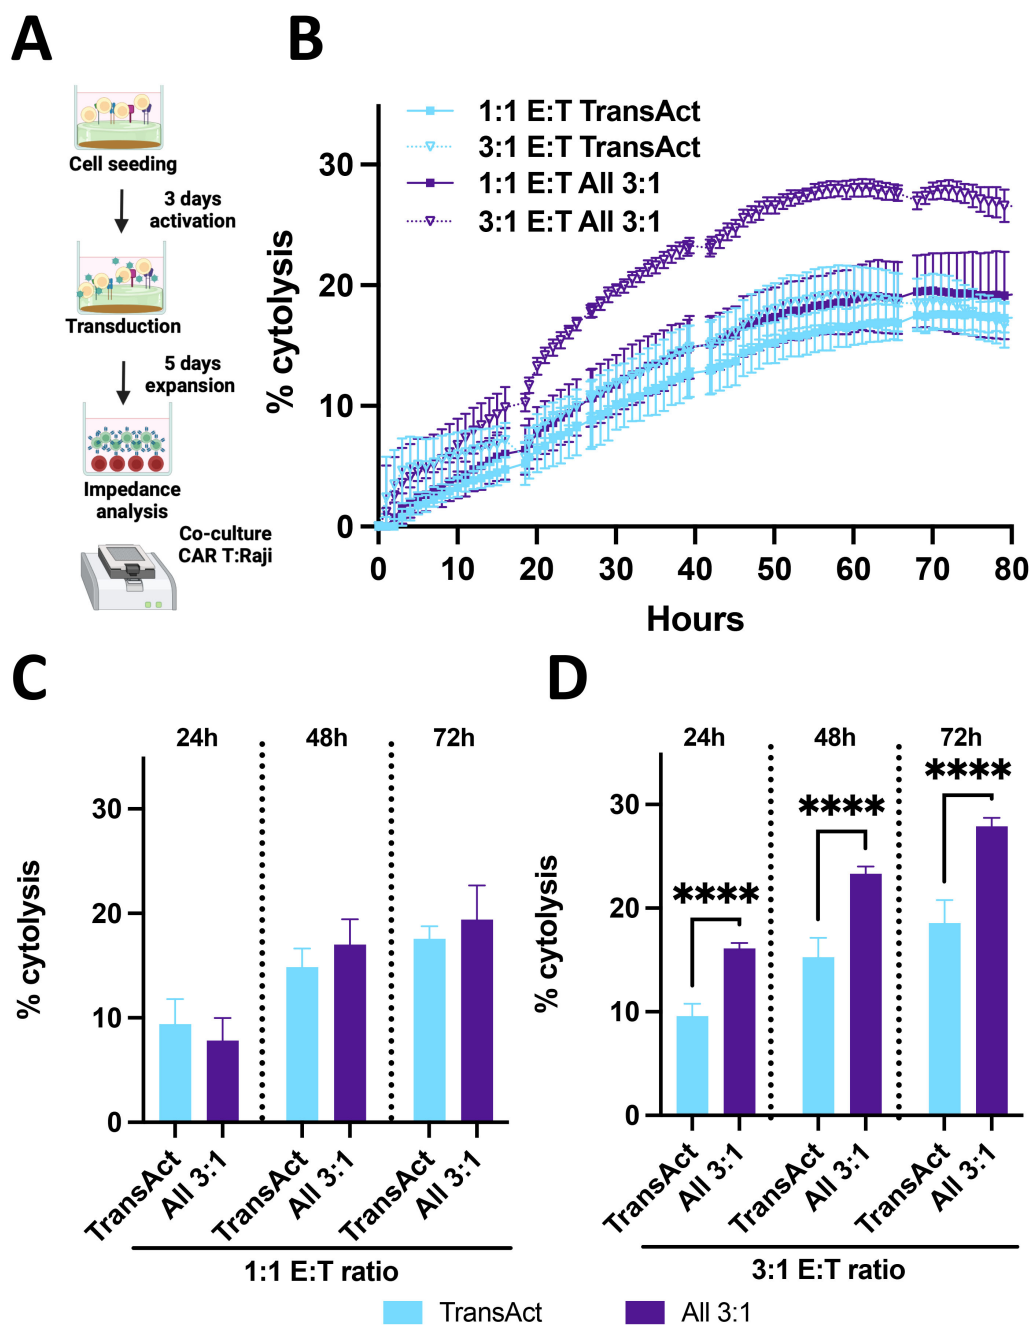 A
Cell seeding
3 days
activation
Transduction
5 days
expansion
Impedance
analysis
Co-culture
CAR T:Raji
B
1:1 E:T TransAct
3:1 E:T TransAct
1:1 E:T All 3:1
3:1 E:T All 3:1
% cytolysis
30
20
10
0
0 10 20 30 40 50 60 70 80
Hours
C
24h 48h 72h
% cytolysis
30
20
10
0
TransAct
All 3:1
TransAct
All 3:1
TransAct
All 3:1
1:1 E:T ratio
D
24h 48h 72h
****
****
****
% cytolysis
30
20
10
0
TransAct
All 3:1
TransAct
All 3:1
TransAct
All 3:1
3:1 E:T ratio
TransAct All 3:1